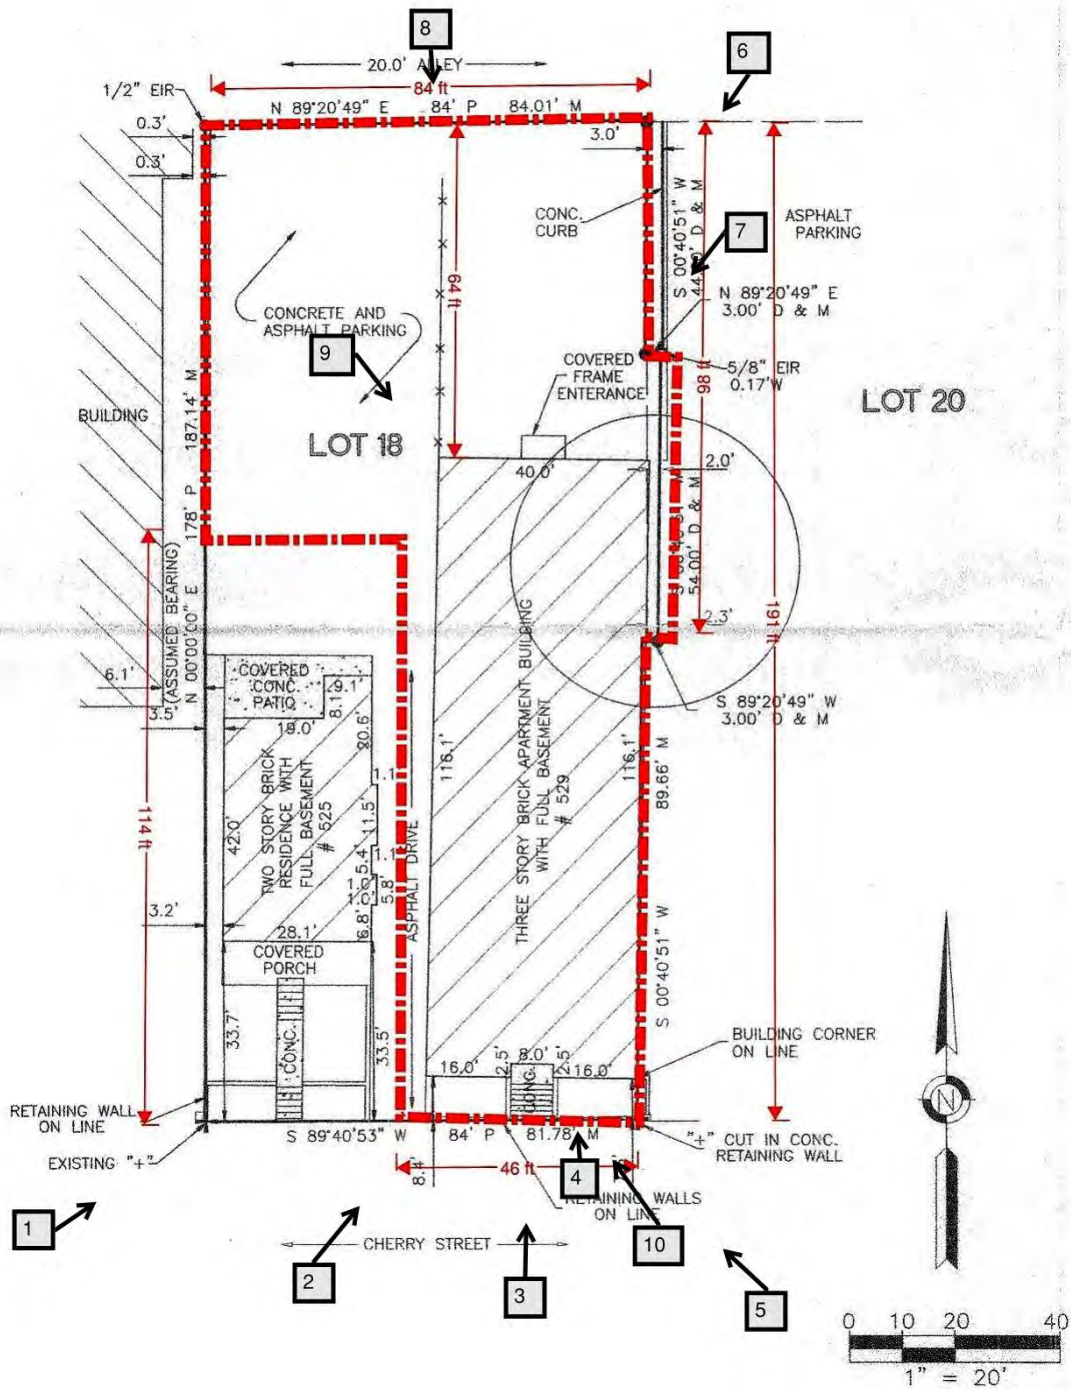 8
6
20.0' ALLEY
84 ft
1/2" EIR
N 89°20'49" E 84' P 84.01' M
0.3'
3.0'
0.3'
CONC.
CURB
S 00°40'51" W
D & M
7
ASPHALT
PARKING
64 ft
N 89°20'49" E
3.00' D & M
CONCRETE AND
ASPHALT PARKING
9
COVERED
FRAME
ENTERANCE
5/8" EIR
0.17'W
98 ft
BUILDING
178' P 187.14' M
LOT 18
LOT 20
40.0'
2.0'
54.00' D & M
(ASSUMED BEARING)
N 00°00'00" E
2.3'
191 ft
6.1'
COVERED
CONC.
PATIO
9.1'
8.1'
S 89°20'49" W
3.00' D & M
3.5'
19.0'
20.6'
116.1'
116.1'
THREE STORY BRICK APARTMENT BUILDING
WITH FULL BASEMENT
# 529
89.66' M
1.1'
114 ft
42.0'
TWO STORY BRICK
RESIDENCE WITH
FULL BASEMENT
# 525
11.5'
1.1'
5.4'
5.8'
ASPHALT DRIVE
3.2'
6.8'
28.1'
COVERED
PORCH
S 00°40'51" W
33.7'
CONC.
33.5'
BUILDING CORNER
ON LINE
16.0'
2.5'
8.0'
2.5'
16.0'
CONC.
RETAINING WALL
ON LINE
S 89°40'53" W 84' P 81.78' M
"+" CUT IN CONC.
RETAINING WALL
EXISTING "+"
8.4'
46 ft
4
RETAINING WALLS
ON LINE
1
CHERRY STREET
10
2
3
5
N
0 10 20 40
1" = 20'